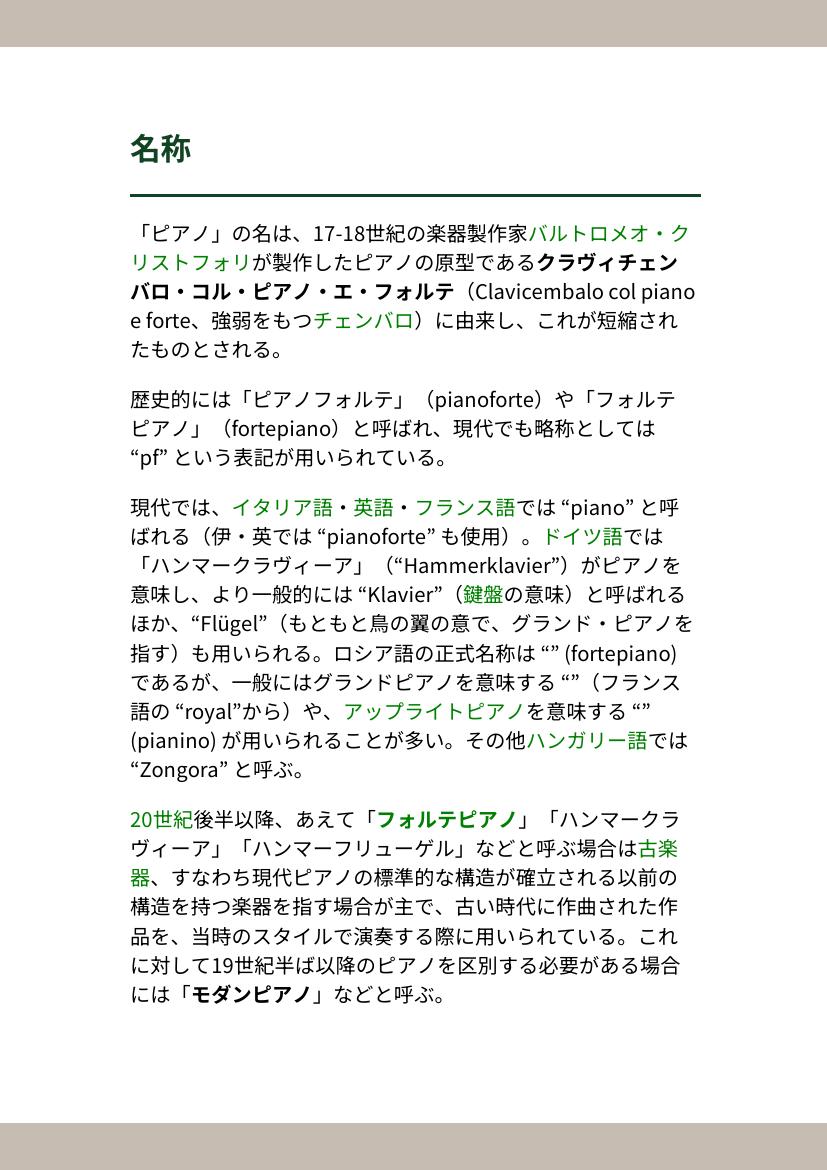 名称
「ピアノ」の名は、17-18世紀の楽器製作家バルトロメオ・ク
リストフォリが製作したピアノの原型であるクラヴィチェン
バロ・コル・ピアノ・エ・フォルテ（Clavicembalo col piano
e forte、強弱をもつチェンバロ）に由来し、これが短縮され
たものとされる。
歴史的には「ピアノフォルテ」（pianoforte）や「フォルテ
ピアノ」（fortepiano）と呼ばれ、現代でも略称としては
“pf” という表記が用いられている。
現代では、イタリア語・英語・フランス語では “piano” と呼
ばれる（伊・英では “pianoforte” も使用）。ドイツ語では
「ハンマークラヴィーア」（“Hammerklavier”）がピアノを
意味し、より一般的には “Klavier”（鍵盤の意味）と呼ばれる
ほか、“Flügel”（もともと鳥の翼の意で、グランド・ピアノを
指す）も用いられる。ロシア語の正式名称は “” (fortepiano)
であるが、一般にはグランドピアノを意味する “”（フランス
語の “royal”から）や、アップライトピアノを意味する “”
(pianino) が用いられることが多い。その他ハンガリー語では
“Zongora” と呼ぶ。
20世紀後半以降、あえて「フォルテピアノ」「ハンマークラ
ヴィーア」「ハンマーフリューゲル」などと呼ぶ場合は古楽
器、すなわち現代ピアノの標準的な構造が確立される以前の
構造を持つ楽器を指す場合が主で、古い時代に作曲された作
品を、当時のスタイルで演奏する際に用いられている。これ
に対して19世紀半ば以降のピアノを区別する必要がある場合
には「モダンピアノ」などと呼ぶ。